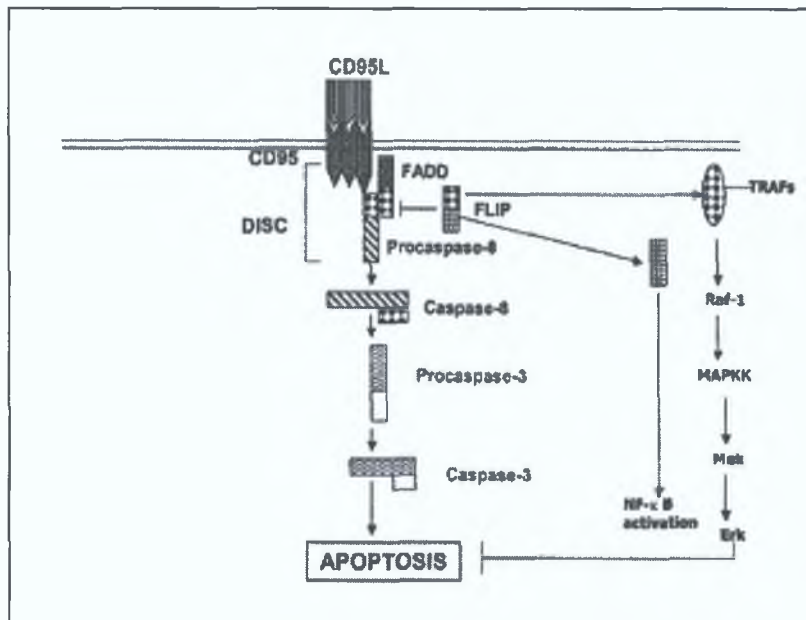 CD95L
CD95
FADD
TRAFs
DISC
FLIP
Procaspase-8
Raf-1
Caspase-8
Procaspase-3
MAPKK
Mek
Caspase-3
NF-κ B
activation
Erk
APOPTOSIS